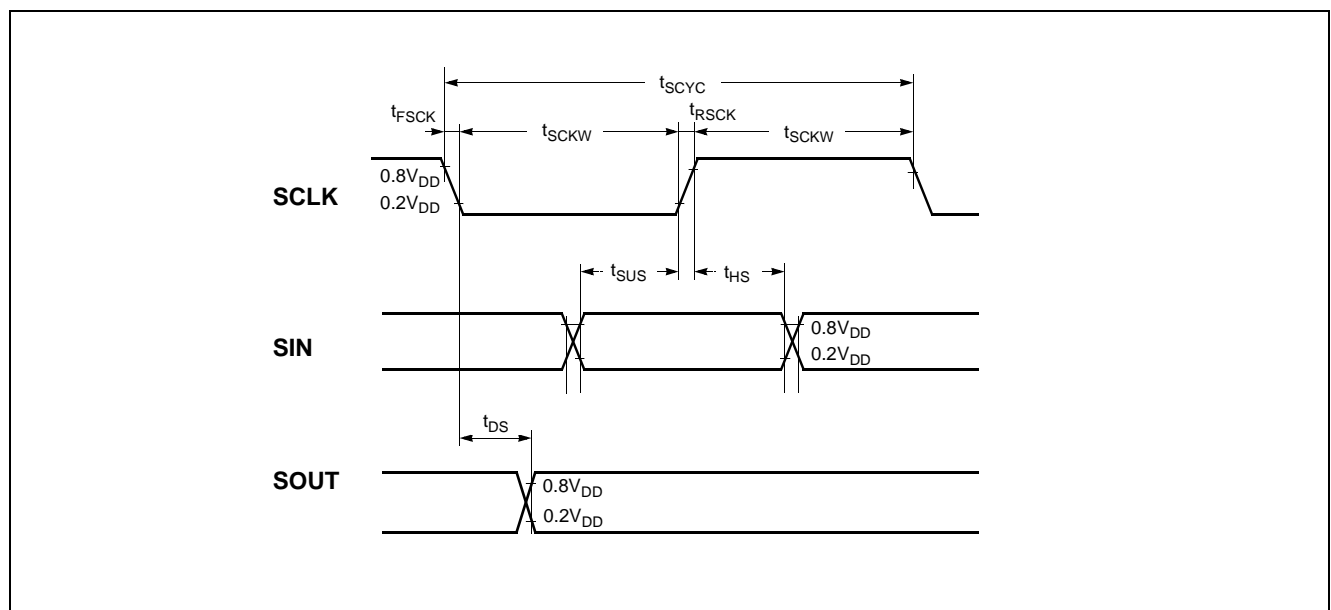 tSCYC
tFSCK
tRSCK
tSCKW
tSCKW
0.8VDD
SCLK
0.2VDD
tSUS
tHS
0.8VDD
SIN
0.2VDD
tDS
SOUT
0.8VDD
0.2VDD